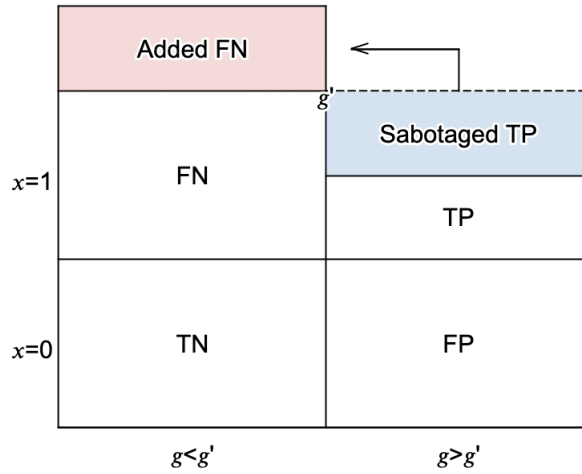 Added FN
g'
Sabotaged TP
x=1
FN
TP
x=0
TN
FP
g<g'
g>g'